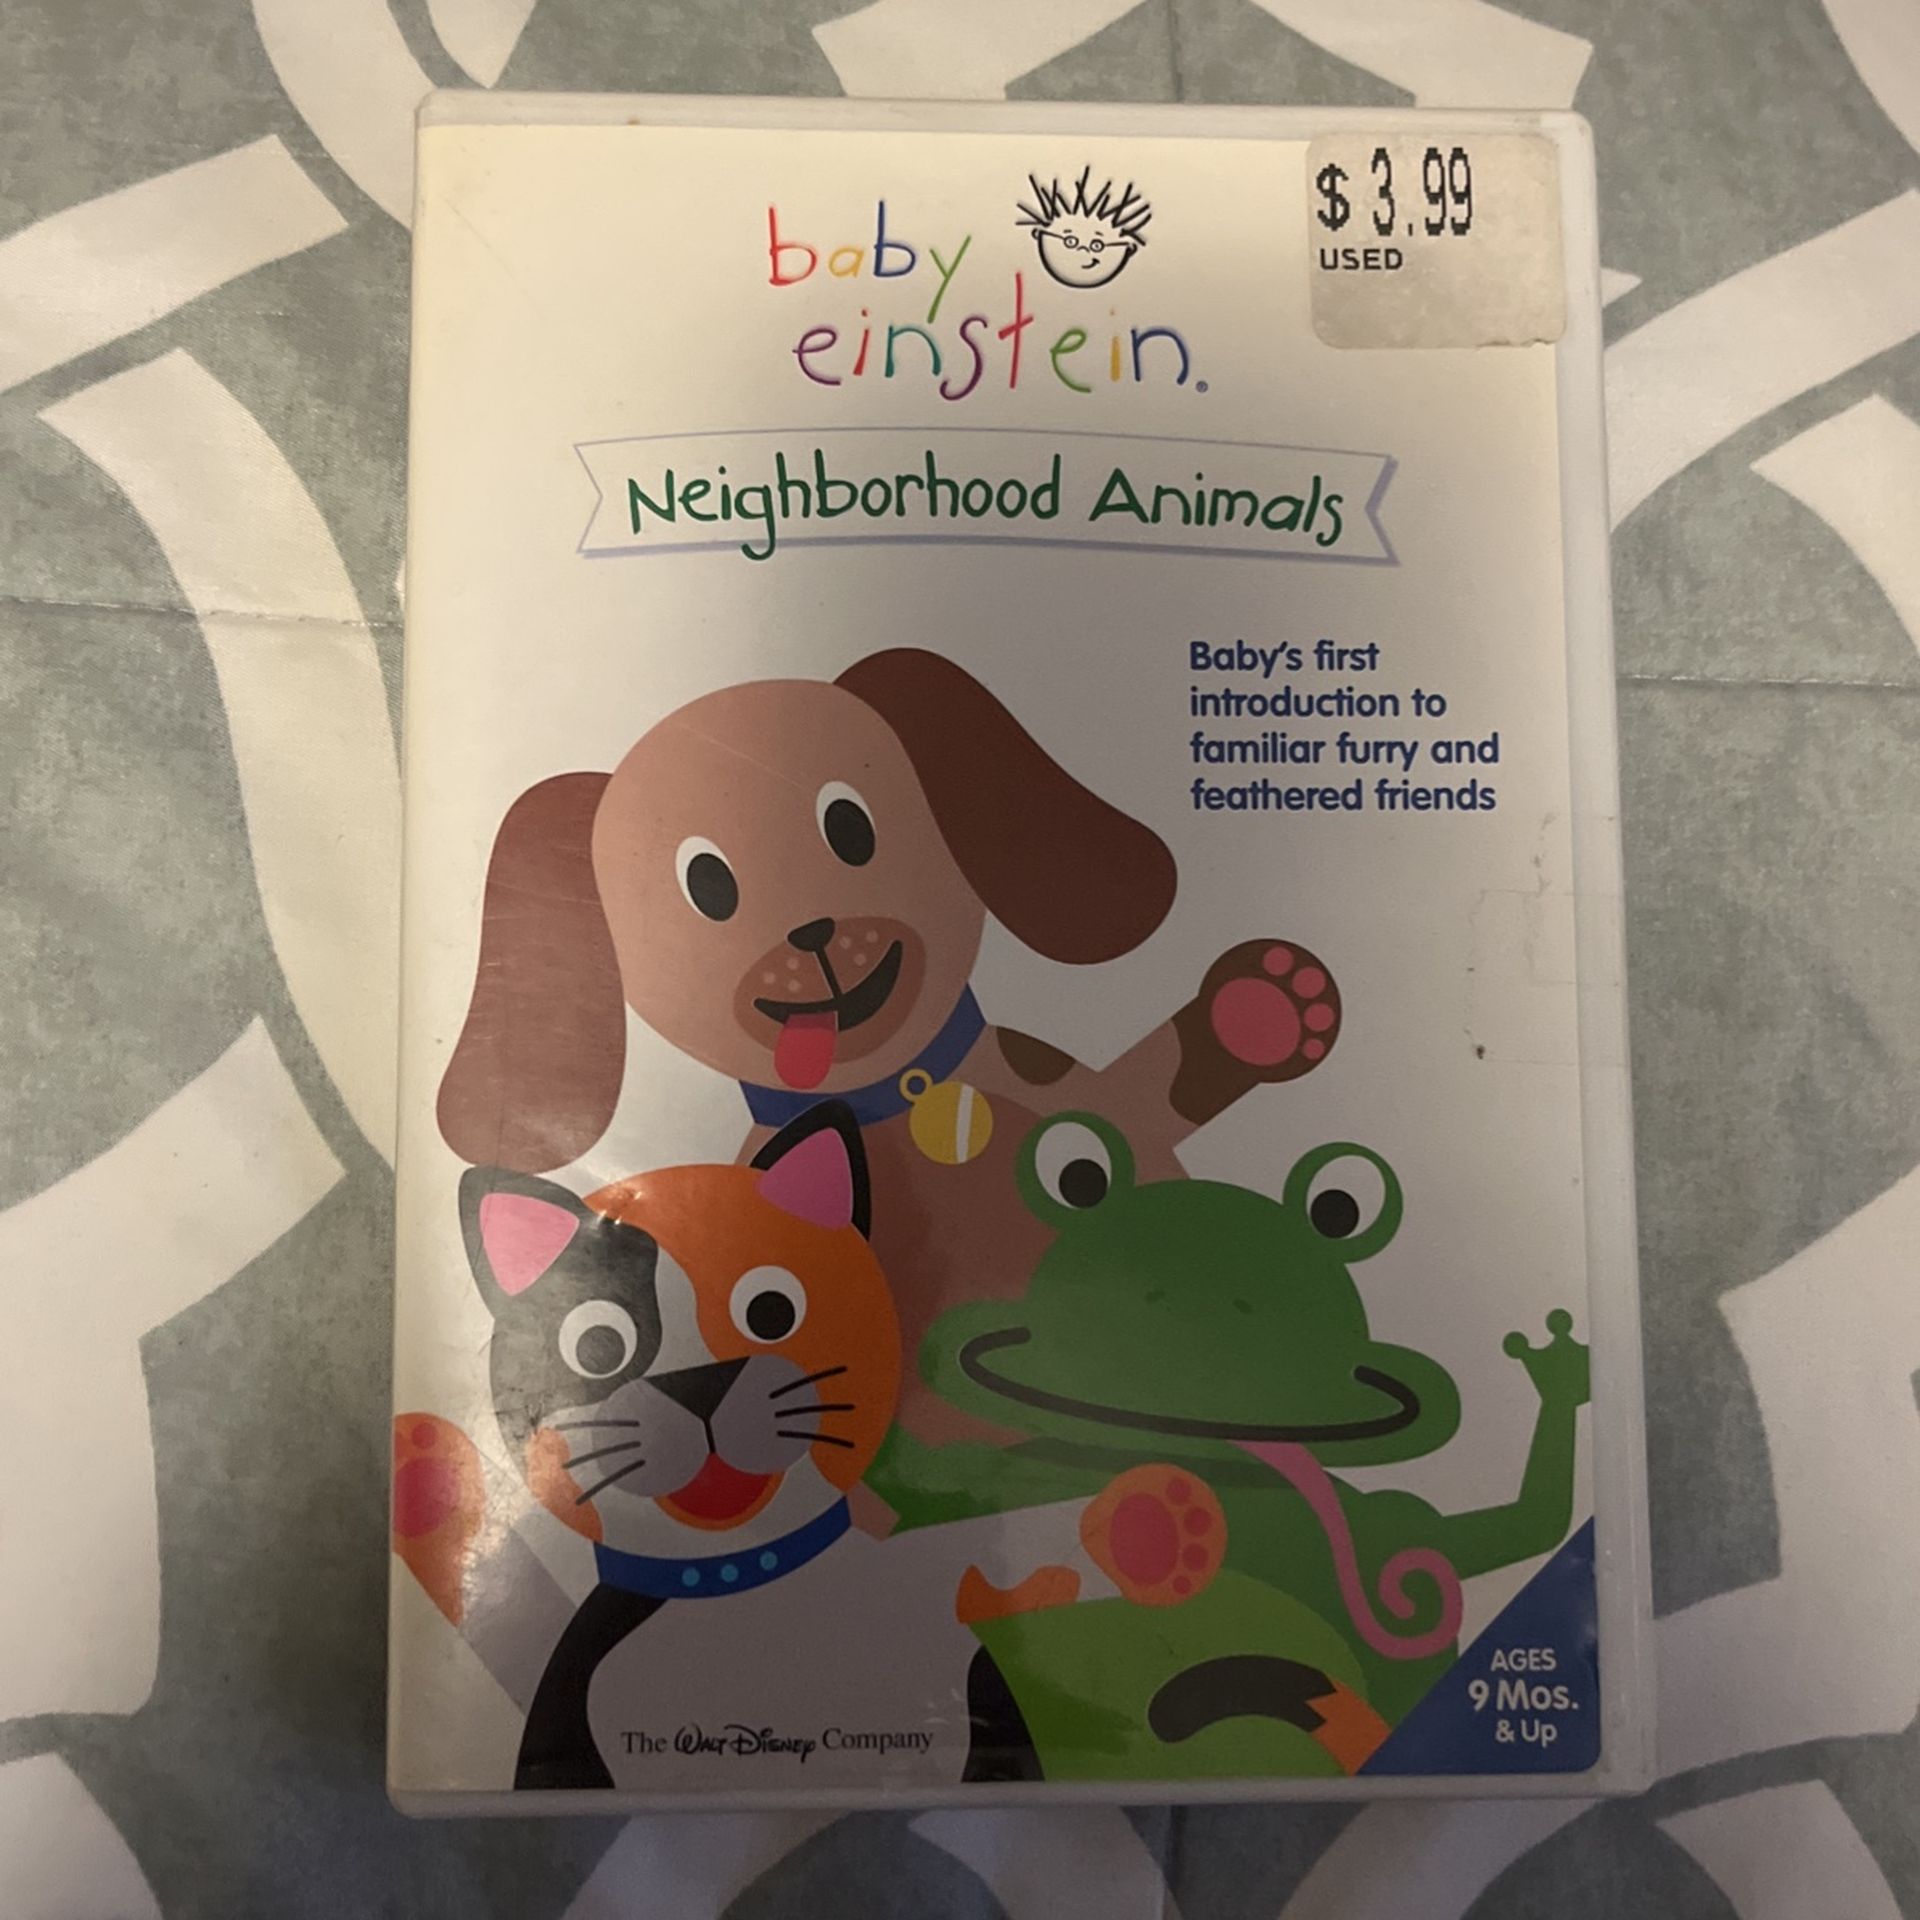 $3.99
USED
baby
einstein®
Neighborhood Animals
Baby's first
introduction to
familiar furry and
feathered friends
The Walt Disney Company
AGES
9 Mos.
& Up